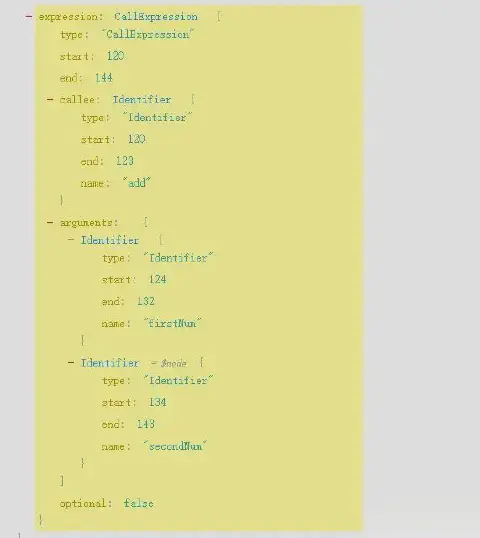 − expression: CallExpression {
type: "CallExpression"
start: 120
end: 144
− callee: Identifier {
type: "Identifier"
start: 120
end: 123
name: "add"
}
− arguments: [
− Identifier {
type: "Identifier"
start: 124
end: 132
name: "firstNum"
}
− Identifier = $node {
type: "Identifier"
start: 134
end: 143
name: "secondNum"
}
]
optional: false
}
]